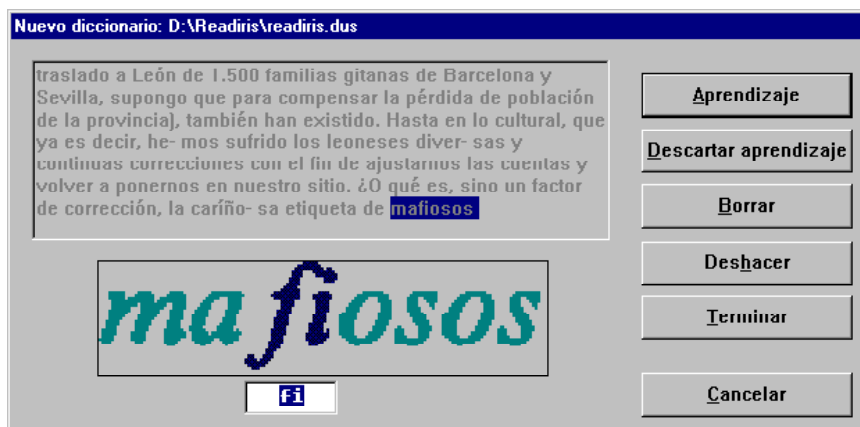 Nuevo diccionario: D:\Readiris\readiris.dus
traslado a León de 1.500 familias gitanas de Barcelona y
Sevilla, supongo que para compensar la pérdida de población
de la provincia), también han existido. Hasta en lo cultural, que
ya es decir, he- mos sufrido los leoneses diver- sas y
continuas correcciones con el fin de ajustarnos las cuentas y
volver a ponernos en nuestro sitio. ¿O qué es, sino un factor
de corrección, la caríño- sa etiqueta de mafiosos
mafiosos
fi
Aprendizaje
Descartar aprendizaje
Borrar
Deshacer
Terminar
Cancelar